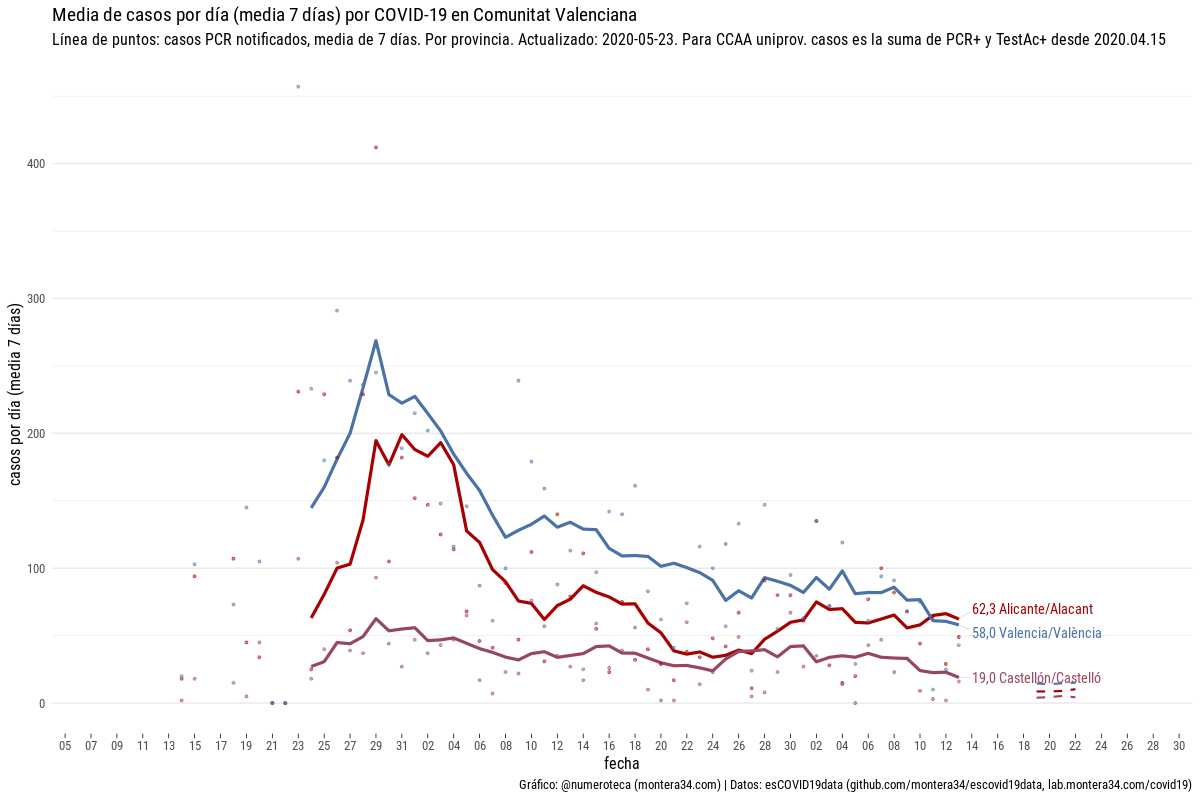 Media de casos por día (media 7 días) por COVID-19 en Comunitat Valenciana
Línea de puntos: casos PCR notificados, media de 7 días. Por provincia. Actualizado: 2020-05-23. Para CCAA uniprov. casos es la suma de PCR+ y TestAc+ desde 2020.04.15
casos por día (media 7 días)
400
300
200
100
0
62,3 Alicante/Alacant
58,0 Valencia/València
19,0 Castellón/Castelló
05 07 09 11 13 15 17 19 21 23 25 27 29 31 02 04 06 08 10 12 14 16 18 20 22 24 26 28 30 02 04 06 08 10 12 14 16 18 20 22 24 26 28 30
fecha
Gráfico: @numeroteca (montera34.com) | Datos: esCOVID19data (github.com/montera34/escovid19data, lab.montera34.com/covid19)